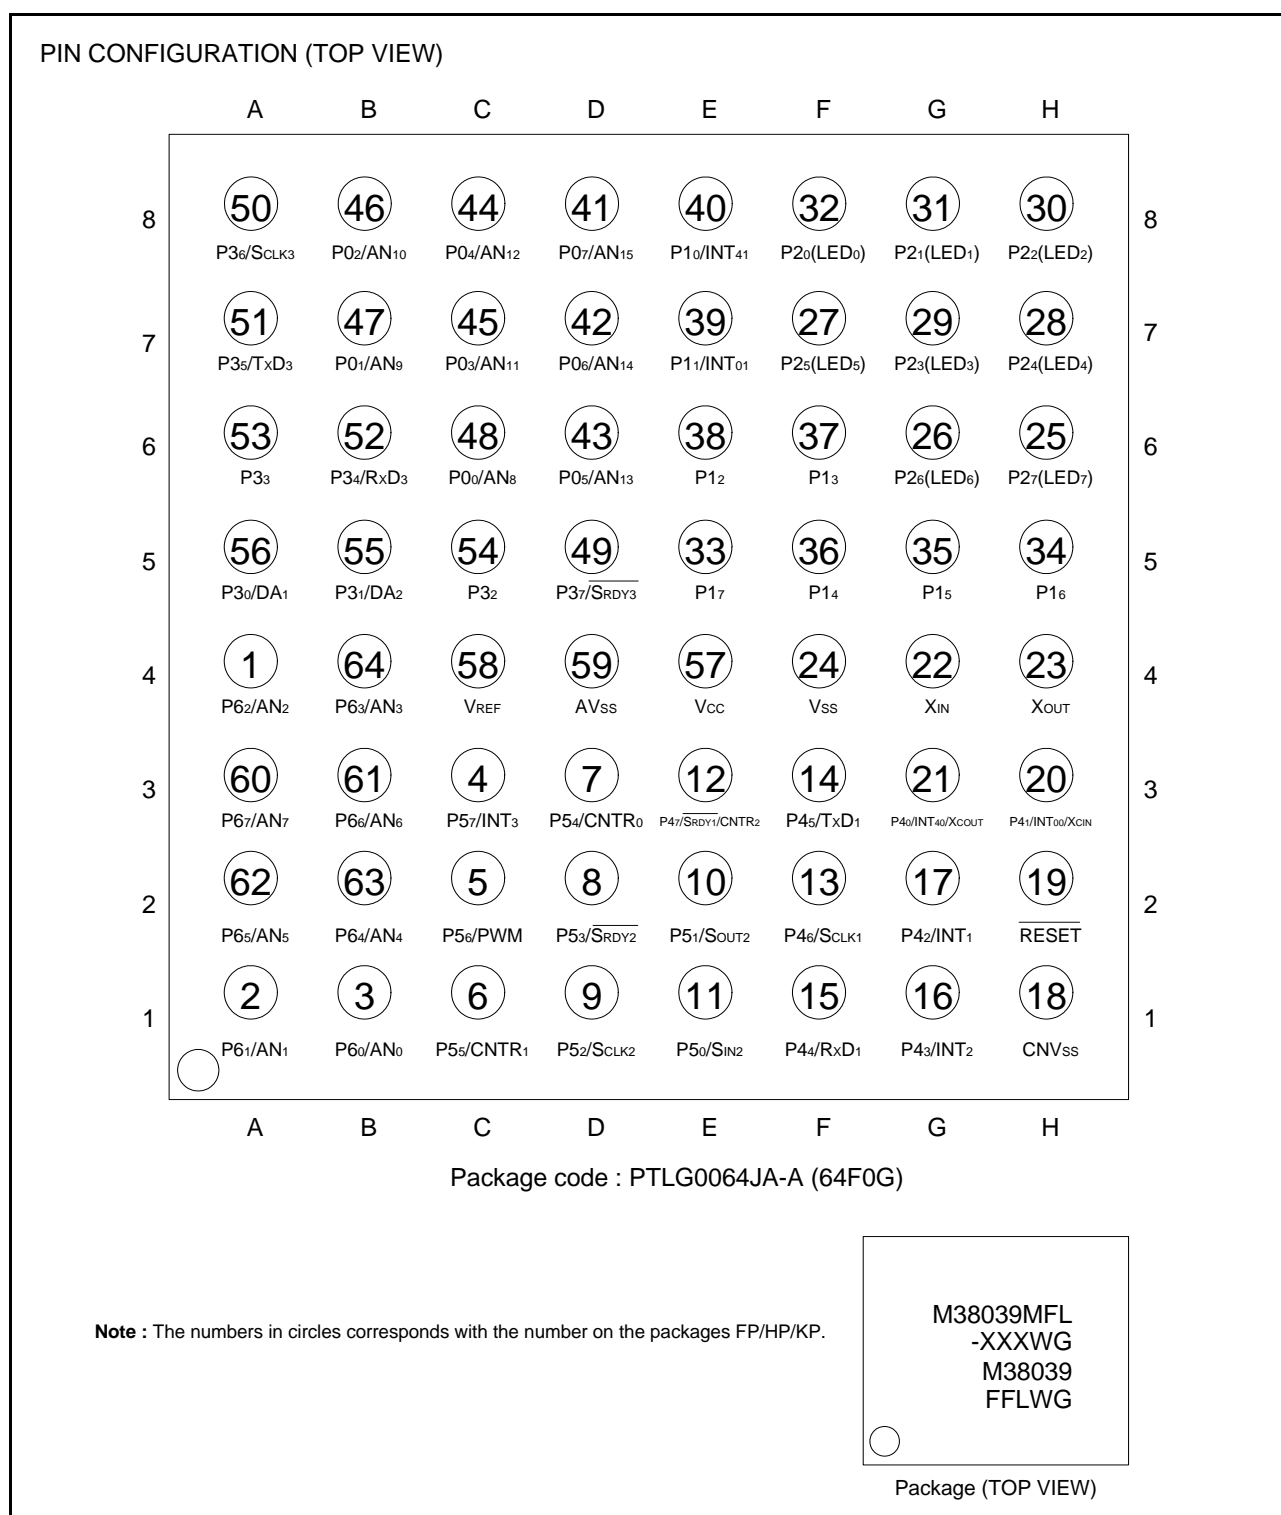 PIN CONFIGURATION (TOP VIEW)
A B C D E F G H
8 50 46 44 41 40 32 31 30 8
P36/SCLK3 P02/AN10 P04/AN12 P07/AN15 P10/INT41 P20(LED0) P21(LED1) P22(LED2)
7 51 47 45 42 39 27 29 28 7
P35/TxD3 P01/AN9 P03/AN11 P06/AN14 P11/INT01 P25(LED5) P23(LED3) P24(LED4)
6 53 52 48 43 38 37 26 25 6
P33 P34/RxD3 P00/AN8 P05/AN13 P12 P13 P26(LED6) P27(LED7)
5 56 55 54 49 33 36 35 34 5
P30/DA1 P31/DA2 P32 P37/SRDY3 P17 P14 P15 P16
4 1 64 58 59 57 24 22 23 4
P62/AN2 P63/AN3 VREF AVSS VCC VSS XIN XOUT
3 60 61 4 7 12 14 21 20 3
P67/AN7 P66/AN6 P57/INT3 P54/CNTR0 P47/SRDY1/CNTR2 P45/TxD1 P40/INT40/XCOUT P41/INT00/XCIN
2 62 63 5 8 10 13 17 19 2
P65/AN5 P64/AN4 P56/PWM P53/SRDY2 P51/SOUT2 P46/SCLK1 P42/INT1 RESET
1 2 3 6 9 11 15 16 18 1
P61/AN1 P60/AN0 P55/CNTR1 P52/SCLK2 P50/SIN2 P44/RxD1 P43/INT2 CNVSS
A B C D E F G H
Package code : PTLG0064JA-A (64F0G)
Note : The numbers in circles corresponds with the number on the packages FP/HP/KP.
M38039MFL
-XXXWG
M38039
FFLWG
Package (TOP VIEW)